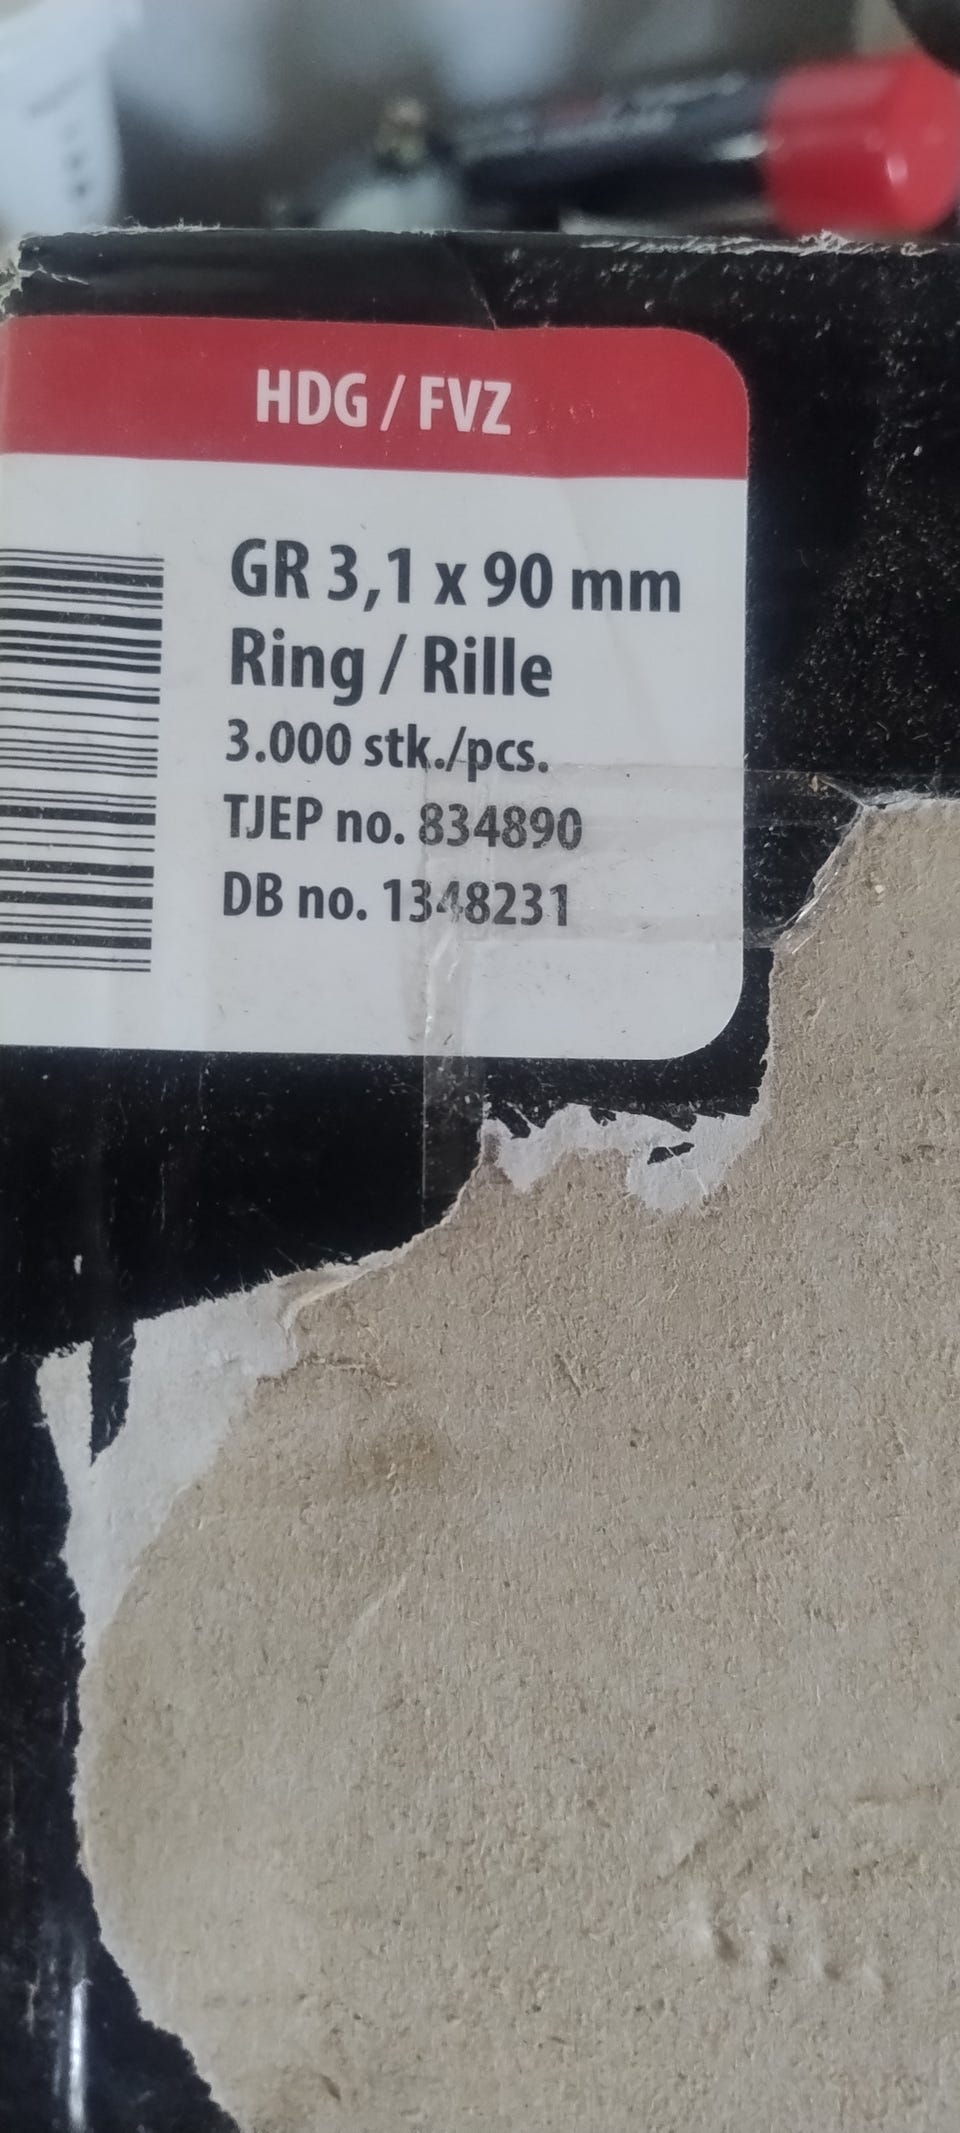 HDG / FVZ
GR 3,1 x 90 mm
Ring / Rille
3.000 stk./pcs.
TJEP no. 834890
DB no. 1348231